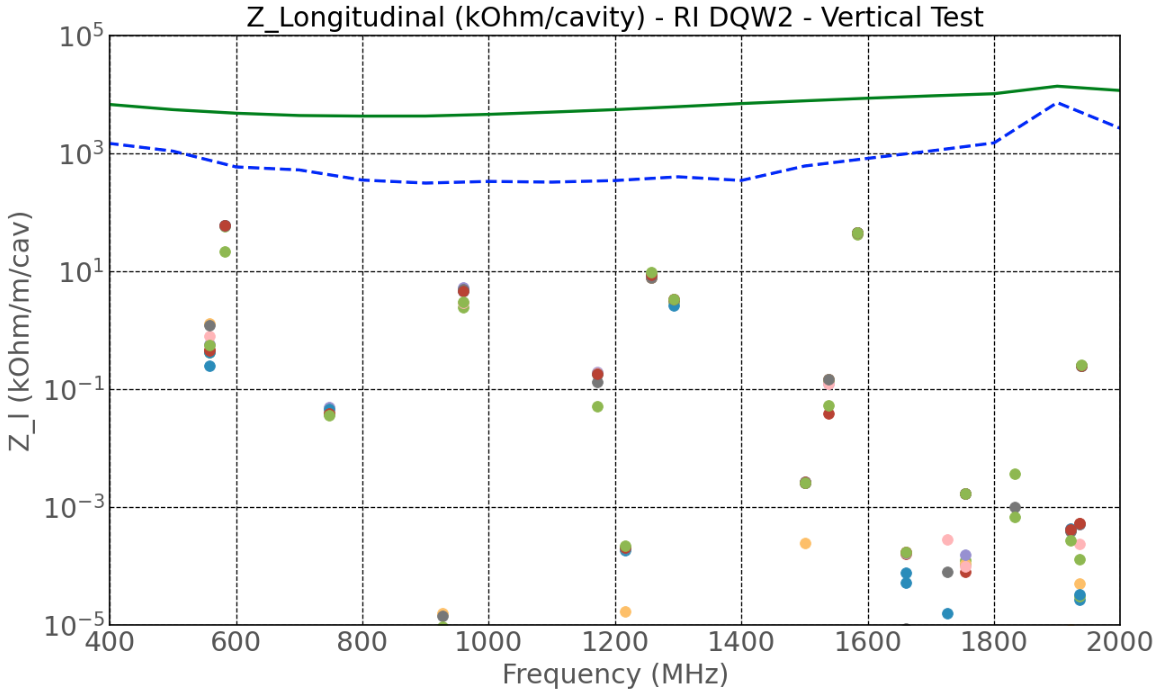 Z_Longitudinal (kOhm/cavity) - RI DQW2 - Vertical Test
10^5
10^3
10^1
10^−1
10^−3
10^−5
Z_l (kOhm/m/cav)
400 600 800 1000 1200 1400 1600 1800 2000
Frequency (MHz)